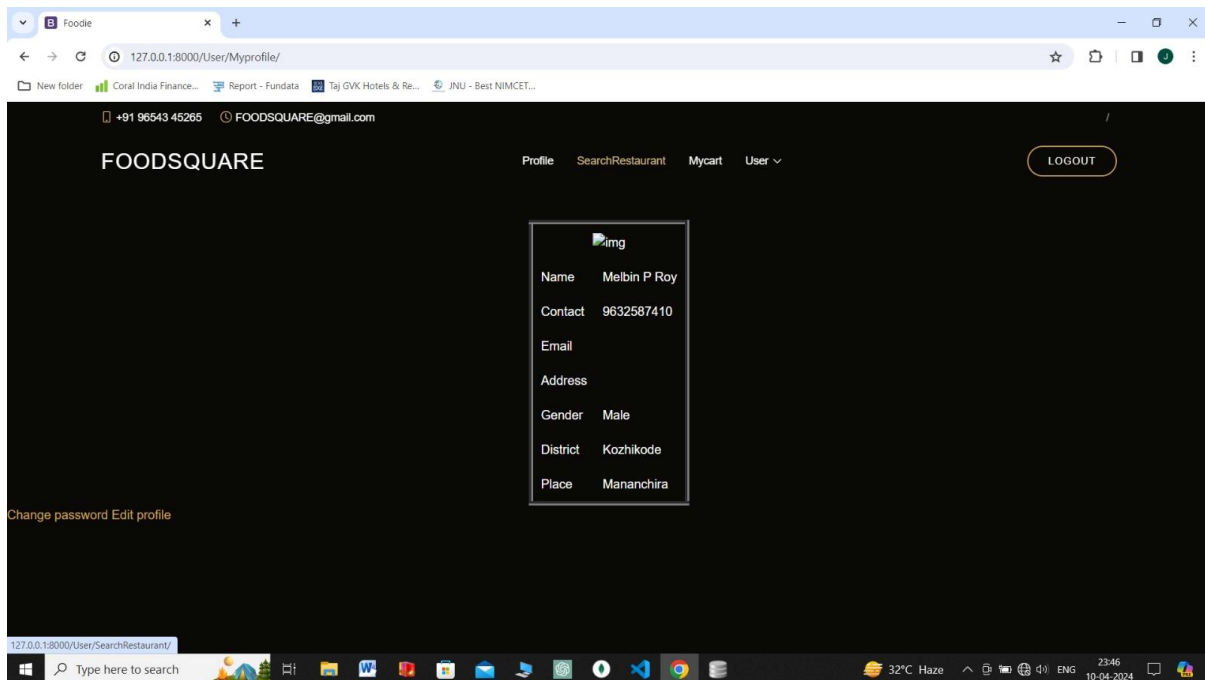 B Foodie
127.0.0.1:8000/User/Myprofile/
J
New folder Coral India Finance... Report - Fundata Taj GVK Hotels & Re... JNU - Best NIMCET...
+91 96543 45265 FOODSQUARE@gmail.com /
FOODSQUARE Profile SearchRestaurant Mycart User LOGOUT
img
Name Melbin P Roy
Contact 9632587410
Email
Address
Gender Male
District Kozhikode
Place Mananchira
Change password Edit profile
127.0.0.1:8000/User/SearchRestaurant/
Type here to search W 32°C Haze ENG 23:46
10-04-2024